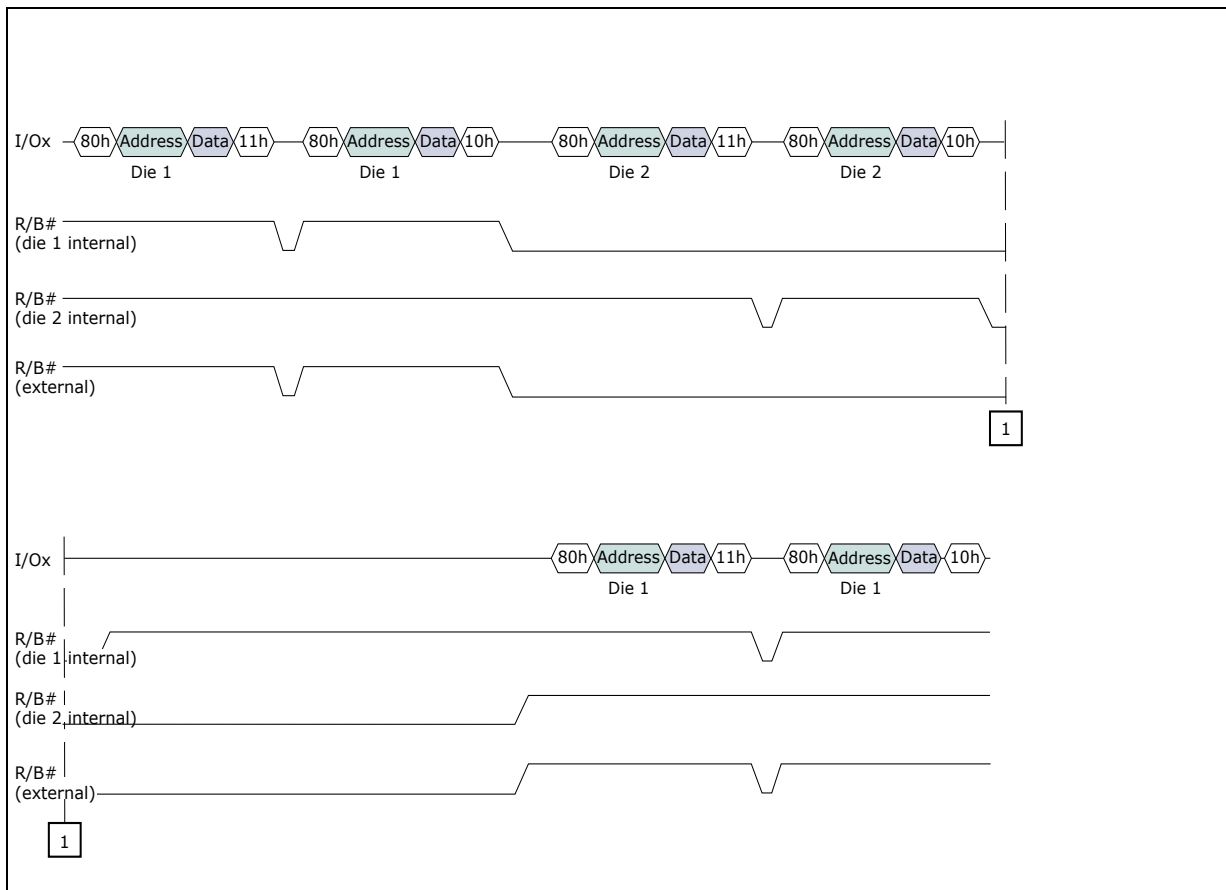 I/Ox 80h Address Data 11h 80h Address Data 10h 80h Address Data 11h 80h Address Data 10h
Die 1 Die 1 Die 2 Die 2
R/B#
(die 1 internal)
R/B#
(die 2 internal)
R/B#
(external)
1
I/Ox 80h Address Data 11h 80h Address Data 10h
Die 1 Die 1
R/B#
(die 1 internal)
R/B#
(die 2 internal)
R/B#
(external)
1